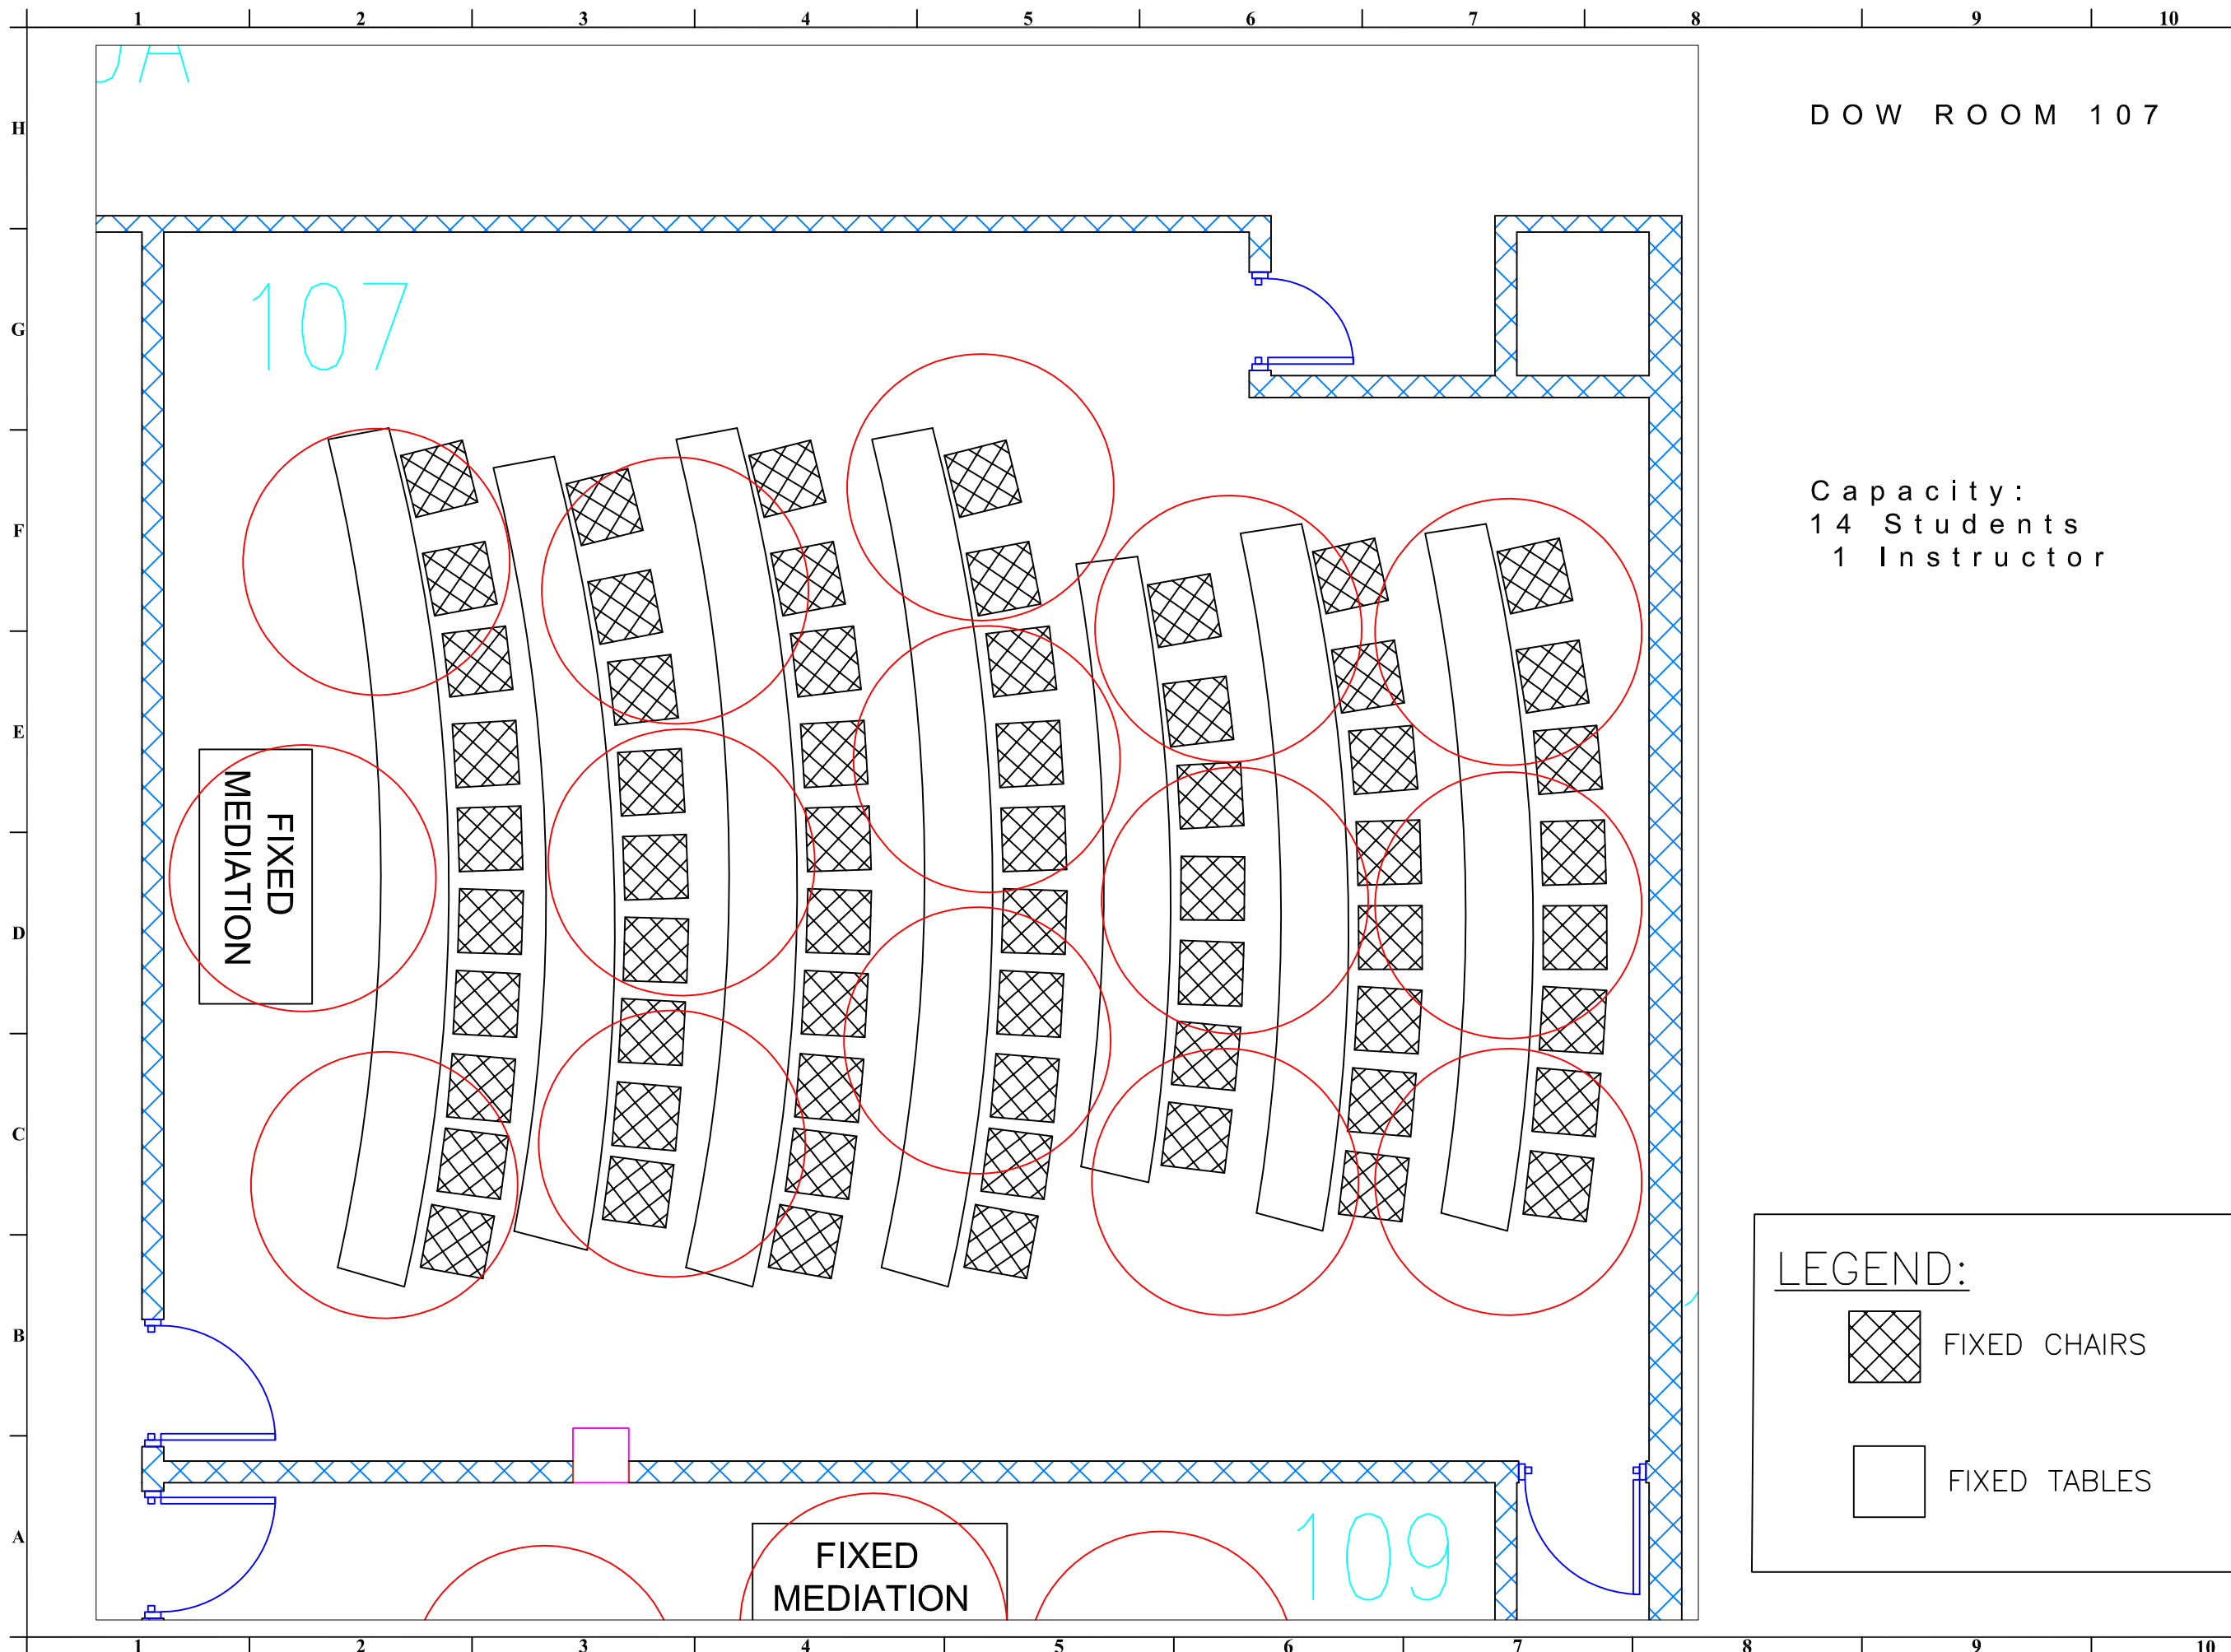 1 2 3 4 5 6 7 8 9 10
H
DOW ROOM 107
G
107
Capacity:
14 Students
1 Instructor
F
E
FIXED
MEDIATION
D
C
LEGEND:
FIXED CHAIRS
B
FIXED TABLES
A
109
FIXED
MEDIATION
1 2 3 4 5 6 7 8 9 10